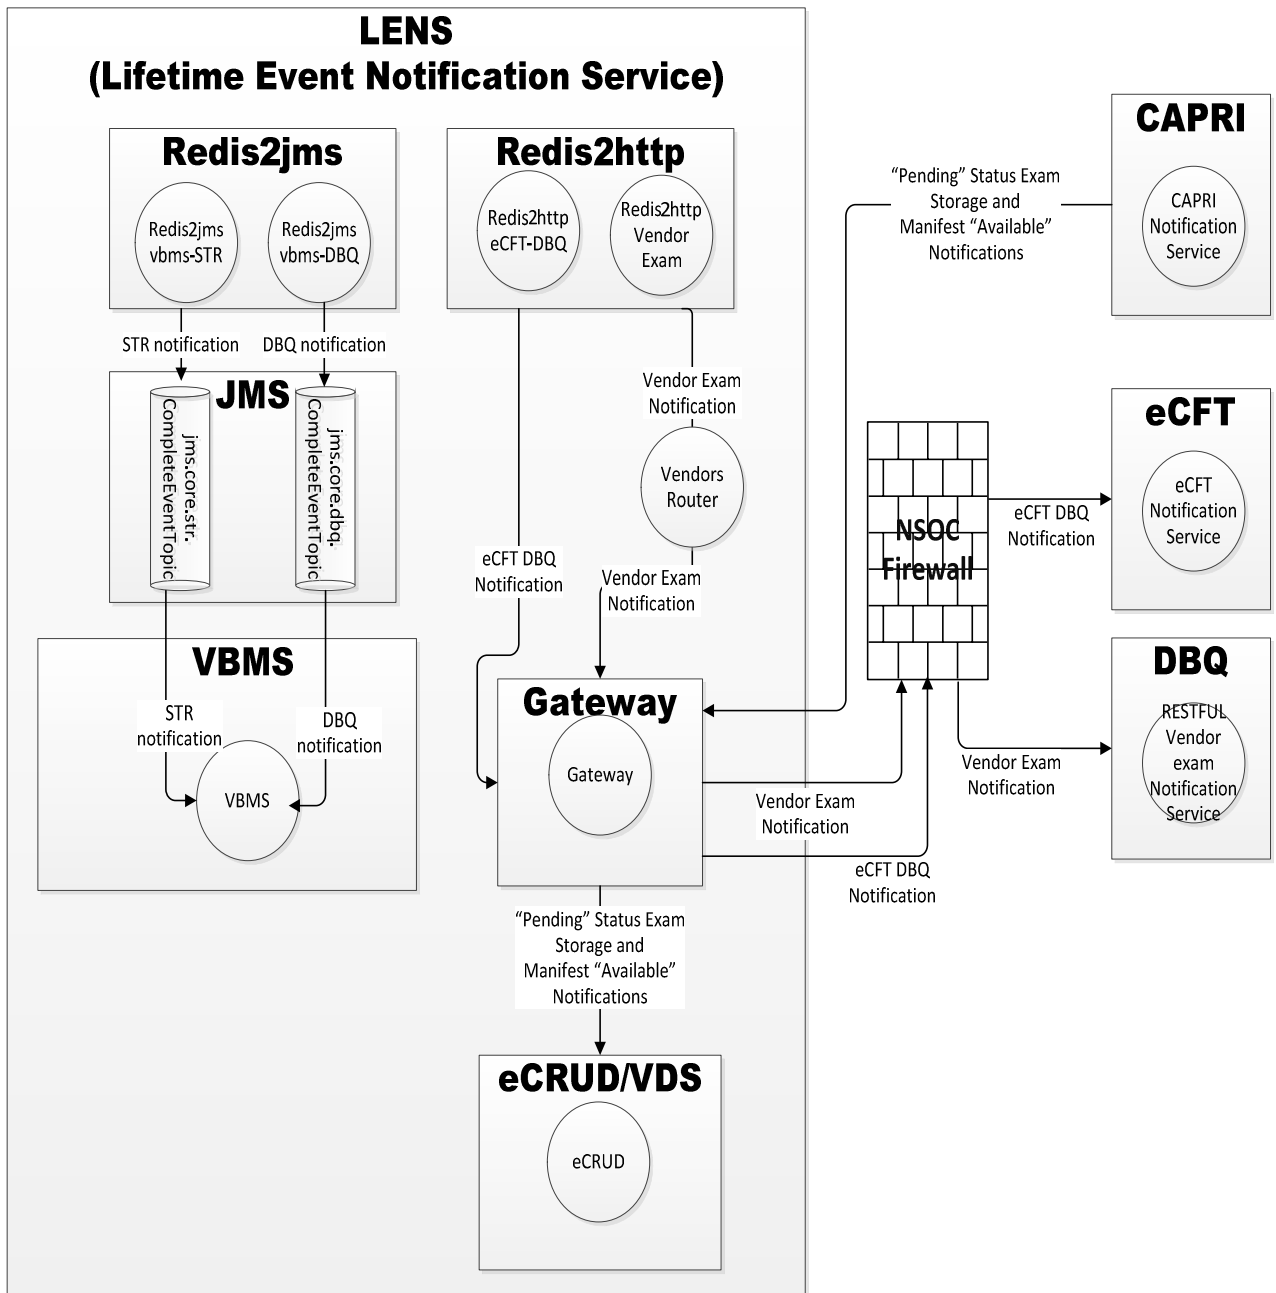 LENS
(Lifetime Event Notification Service)
Redis2jms
Redis2jms
vbms-STR
Redis2jms
vbms-DBQ
Redis2http
Redis2http
eCFT-DBQ
Redis2http
Vendor
Exam
STR notification
DBQ notification
JMS
jms.core.str.
CompleteEventTopic
jms.core.dbq.
CompleteEventTopic
Vendor Exam
Notification
Vendors
Router
eCFT DBQ
Notification
Vendor Exam
Notification
VBMS
STR
notification
DBQ
notification
VBMS
Gateway
Gateway
"Pending" Status Exam
Storage and
Manifest "Available"
Notifications
eCRUD/VDS
eCRUD
"Pending" Status Exam
Storage and
Manifest "Available"
Notifications
CAPRI
CAPRI
Notification
Service
NSOC
Firewall
eCFT DBQ
Notification
eCFT
eCFT
Notification
Service
Vendor Exam
Notification
eCFT DBQ
Notification
Vendor Exam
Notification
DBQ
RESTFUL
Vendor
exam
Notification
Service